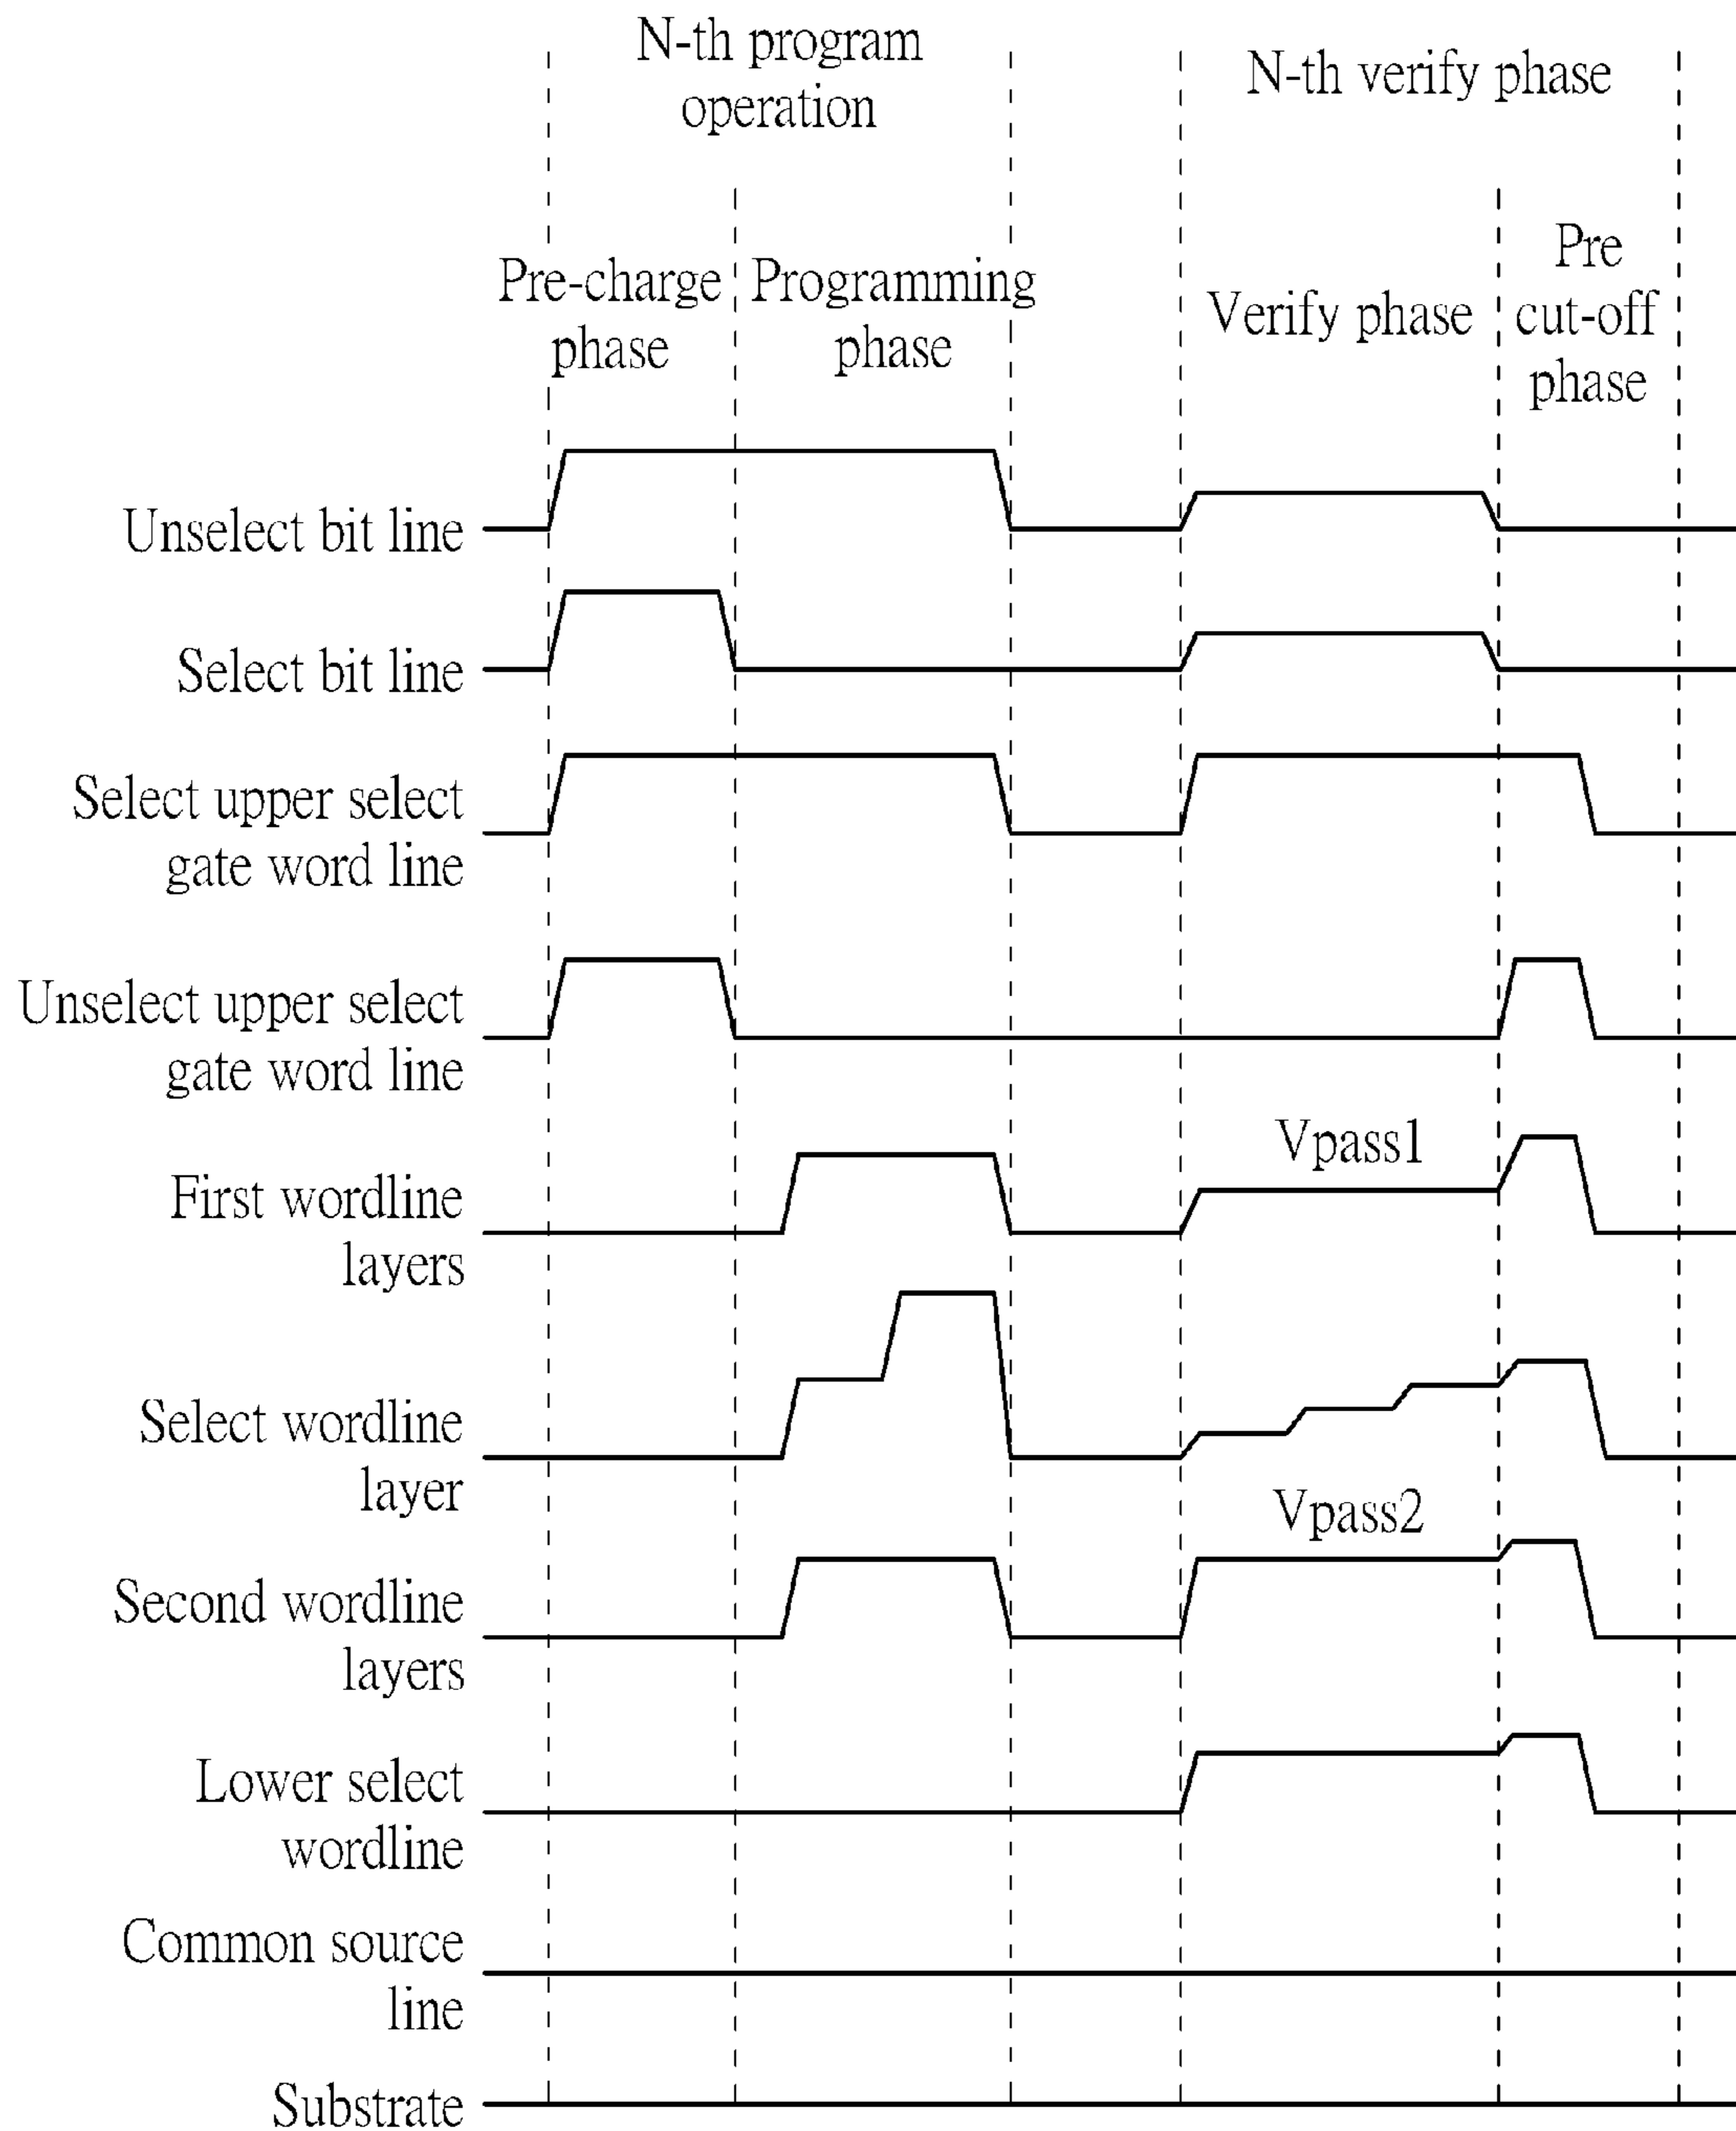 N-th program
operation
N-th verify phase
Pre-charge
phase
Programming
phase
Verify phase
Pre
cut-off
phase
Unselect bit line
Select bit line
Select upper select
gate word line
Unselect upper select
gate word line
Vpass1
First wordline
layers
Select wordline
layer
Vpass2
Second wordline
layers
Lower select
wordline
Common source
line
Substrate